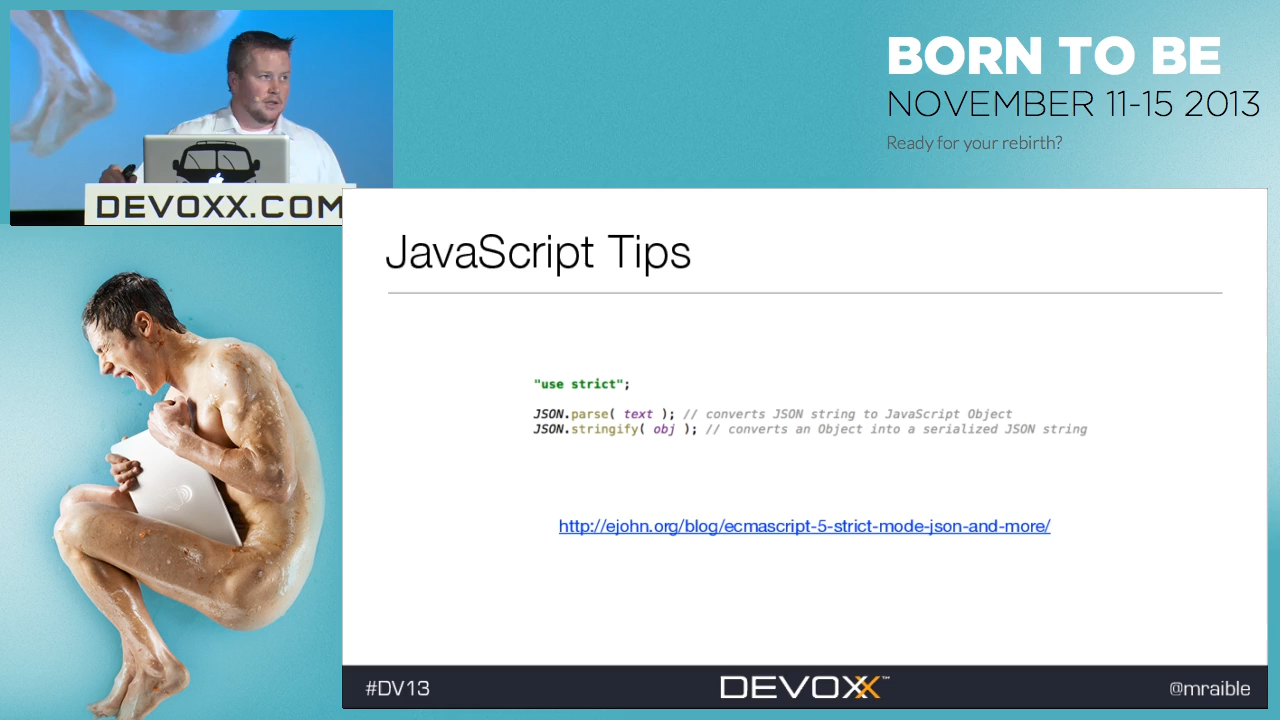 BORN TO BE
NOVEMBER 11-15 2013
Ready for your rebirth?
DEVOXX.COM
JavaScript Tips
"use strict";
JSON.parse( text ); // converts JSON string to JavaScript Object
JSON.stringify( obj ); // converts an Object into a serialized JSON string
http://ejohn.org/blog/ecmascript-5-strict-mode-json-and-more/
#DV13
DEVOXX™
@mraible